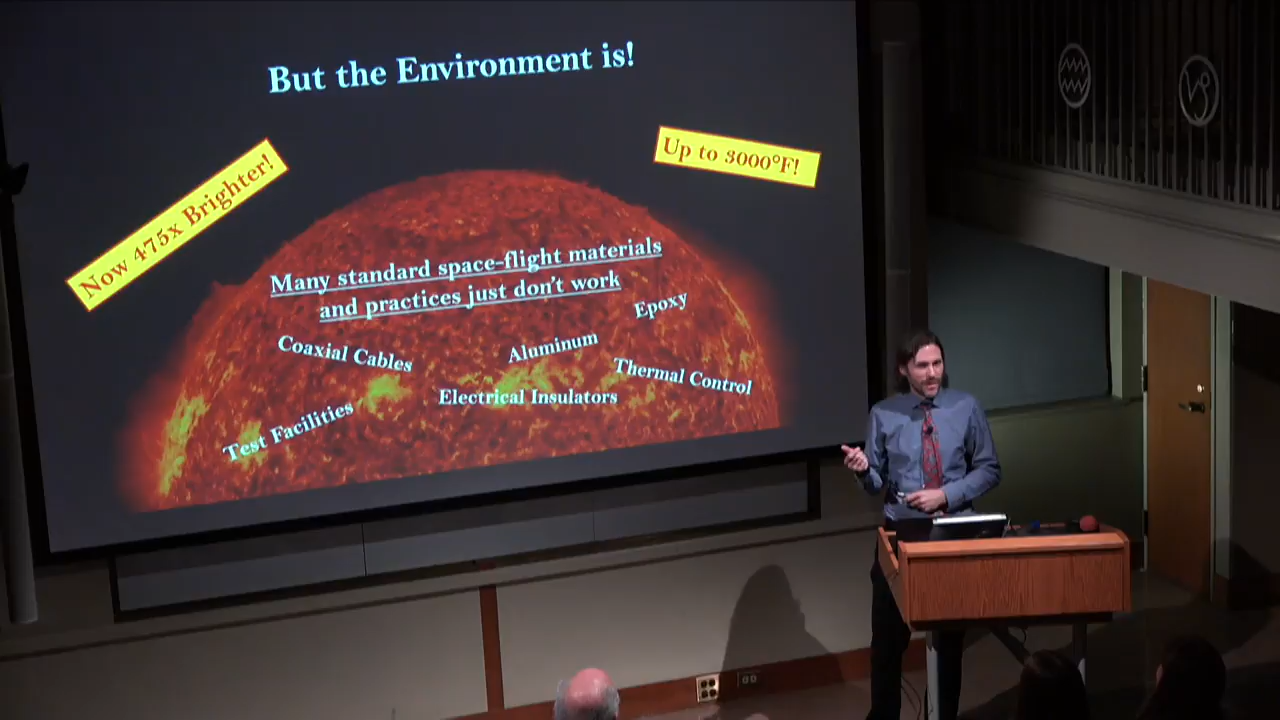 But the Environment is!
Now 475x Brighter!
Up to 3000°F!
Many standard space-flight materials
and practices just don't work
Epoxy
Coaxial Cables
Aluminum
Thermal Control
Electrical Insulators
Test Facilities